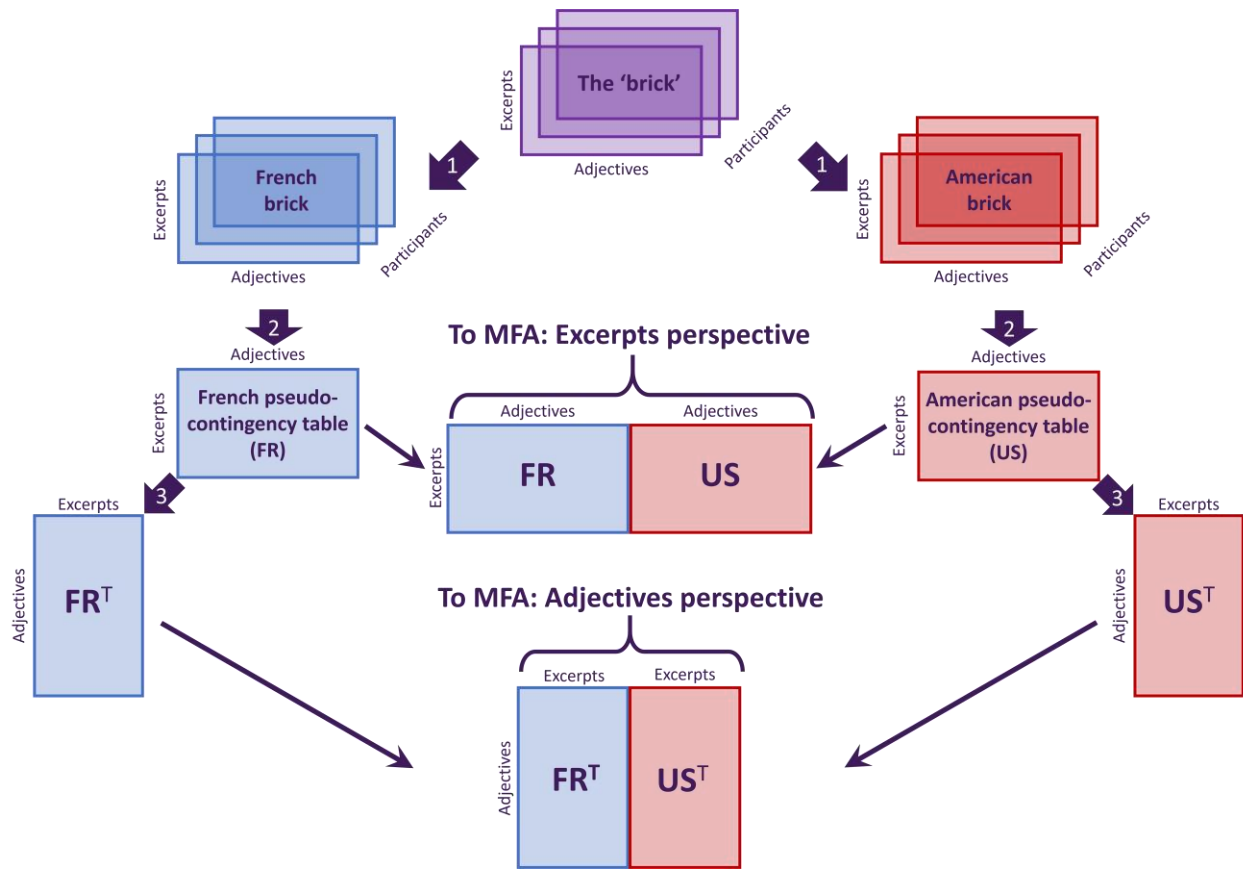 The 'brick'
Excerpts
Adjectives
Participants
1
1
French
brick
Excerpts
Adjectives
Participants
American
brick
Excerpts
Adjectives
Participants
2
2
Adjectives
Excerpts
French pseudo-
contingency table
(FR)
To MFA: Excerpts perspective
Adjectives
Adjectives
Excerpts
FR
US
Adjectives
Excerpts
American pseudo-
contingency table
(US)
3
3
Excerpts
Adjectives
FRᵀ
To MFA: Adjectives perspective
Excerpts
Excerpts
Adjectives
FRᵀ
USᵀ
Excerpts
Adjectives
USᵀ